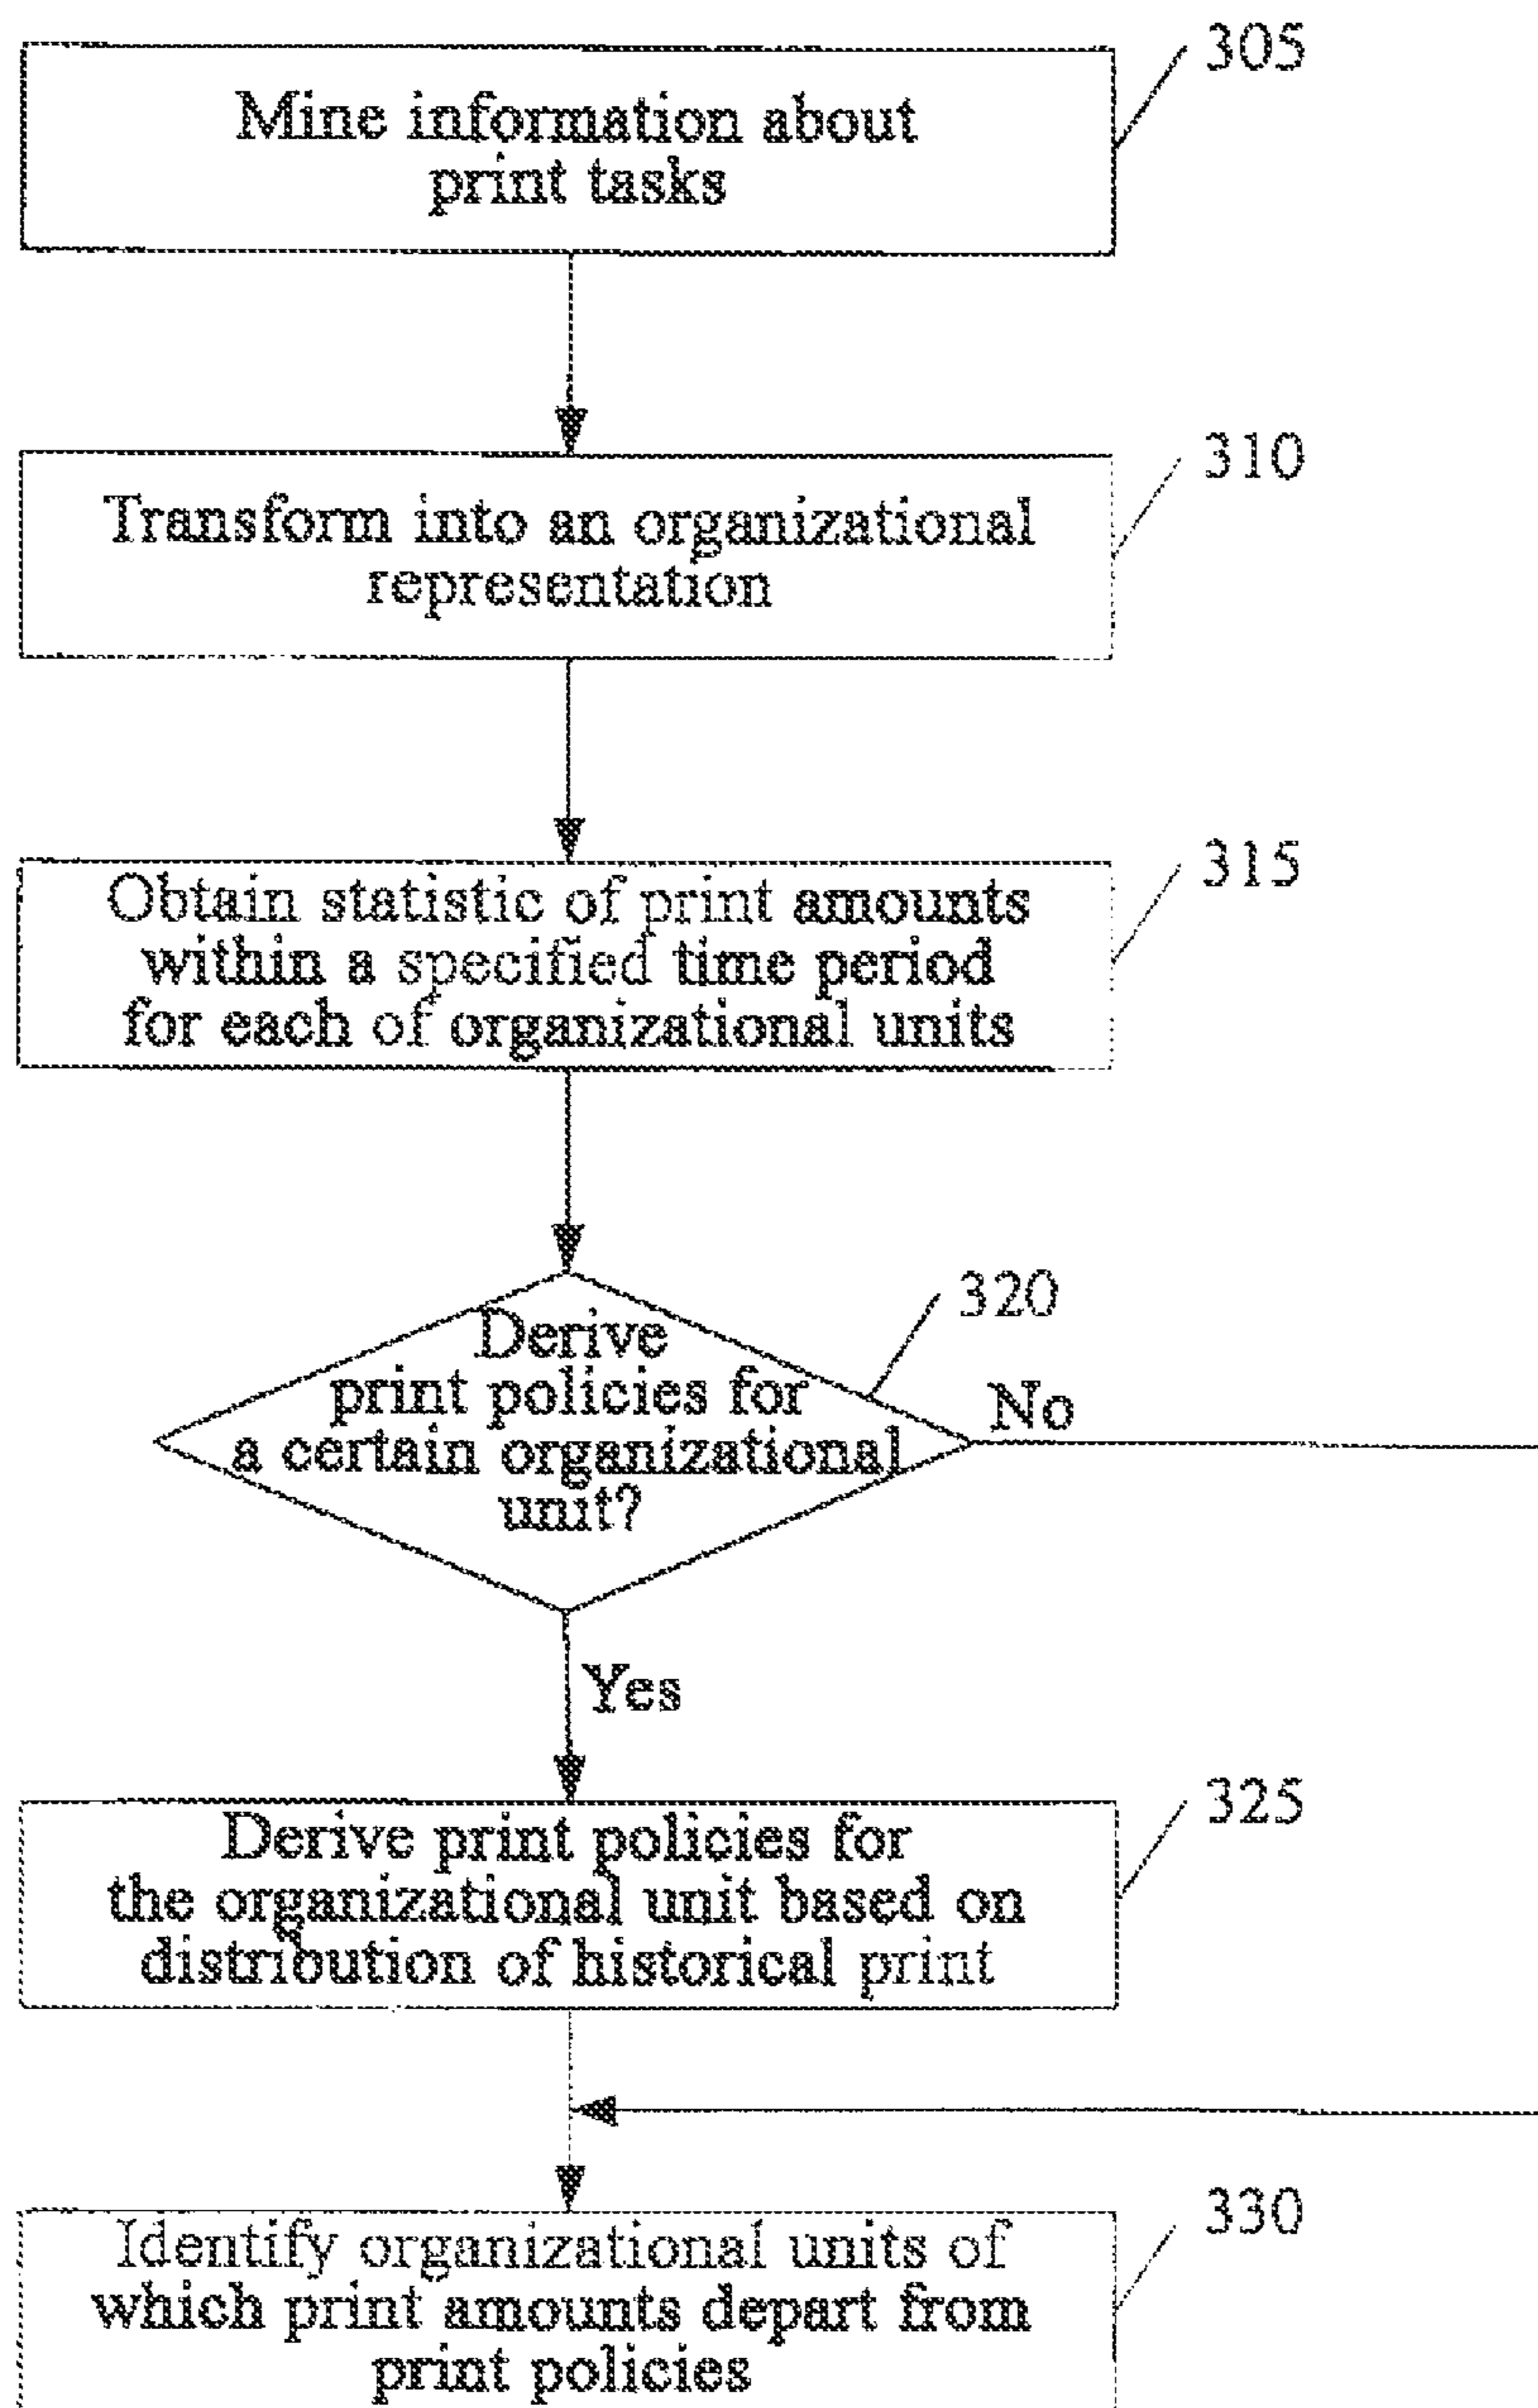 305
Mine information about
print tasks
310
Transform into an organizational
representation
315
Obtain statistic of print amounts
within a specified time period
for each of organizational units
320
Derive
print policies for
a certain organizational
unit?
No
Yes
325
Derive print policies for
the organizational unit based on
distribution of historical print
330
Identify organizational units of
which print amounts depart from
print policies